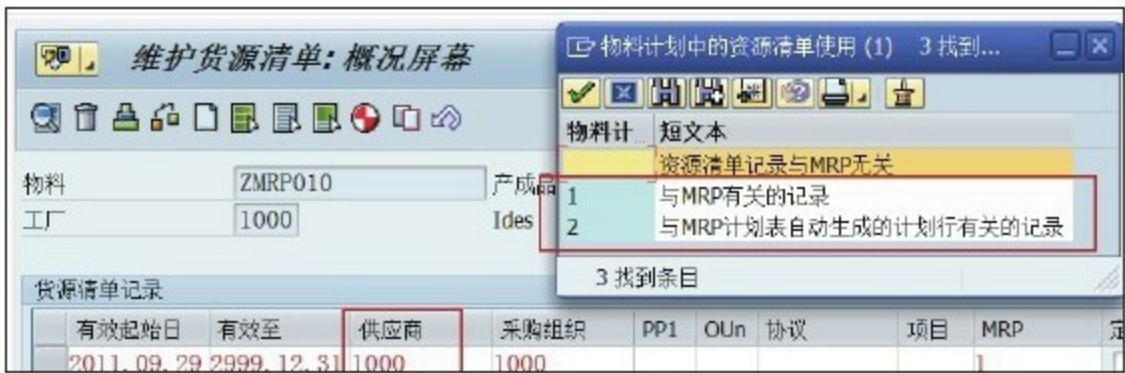 维护货源清单: 概况屏幕
物料 ZMRP010 产成品
工厂 1000 Ides
货源清单记录
有效起始日 有效至 供应商 采购组织 PP1 OUn 协议 项目 MRP
2011.09.29 2999.12.31 1000 1000 1
物料计划中的资源清单使用 (1) 3 找到...
物料计... 短文本
资源清单记录与MRP无关
1 与MRP有关的记录
2 与MRP计划表自动生成的计划行有关的记录
3 找到条目